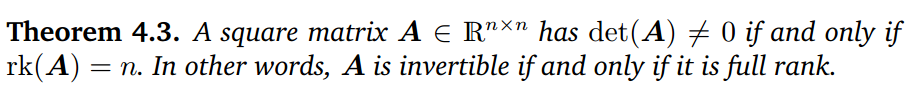 Theorem 4.3. A square matrix A ∈ ℝⁿˣⁿ has det(A) ≠ 0 if and only if
rk(A) = n. In other words, A is invertible if and only if it is full rank.